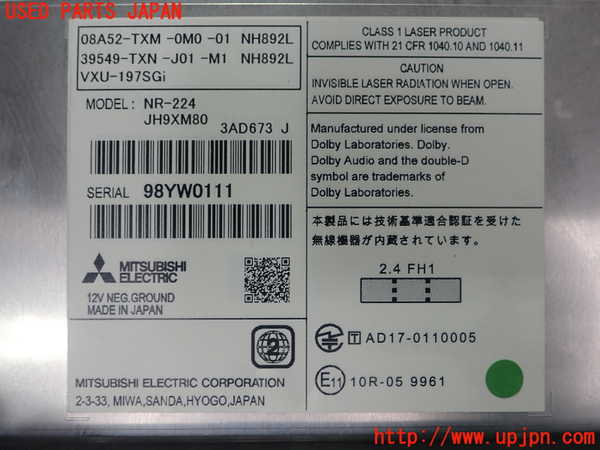 USED PARTS JAPAN
08A52-TXM -0M0 -01 NH892L
39549-TXN -J01 -M1 NH892L
VXU-197SGi
MODEL: NR-224
JH9XM80
3AD673 J
SERIAL 98YW0111
MITSUBISHI
ELECTRIC
12V NEG.GROUND
MADE IN JAPAN
2
MITSUBISHI ELECTRIC CORPORATION
2-3-33, MIWA,SANDA,HYOGO,JAPAN
CLASS 1 LASER PRODUCT
COMPLIES WITH 21 CFR 1040.10 AND 1040.11
CAUTION
INVISIBLE LASER RADIATION WHEN OPEN.
AVOID DIRECT EXPOSURE TO BEAM.
Manufactured under license from
Dolby Laboratories. Dolby,
Dolby Audio and the double-D
symbol are trademarks of
Dolby Laboratories.
本製品には技術基準適合認証を受けた
無線機器が内蔵されています。
2.4 FH1
T AD17-0110005
E11 10R-05 9961
http://www.upjpn.com/